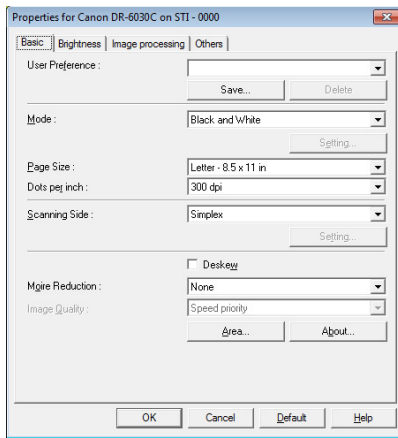 Properties for Canon DR-6030C on STI - 0000
Basic Brightness Image processing Others
User Preference :
Save... Delete
Mode : Black and White
Setting...
Page Size : Letter - 8.5 x 11 in
Dots per inch : 300 dpi
Scanning Side : Simplex
Setting...
Deskew
Moire Reduction : None
Image Quality : Speed priority
Area... About...
OK Cancel Default Help